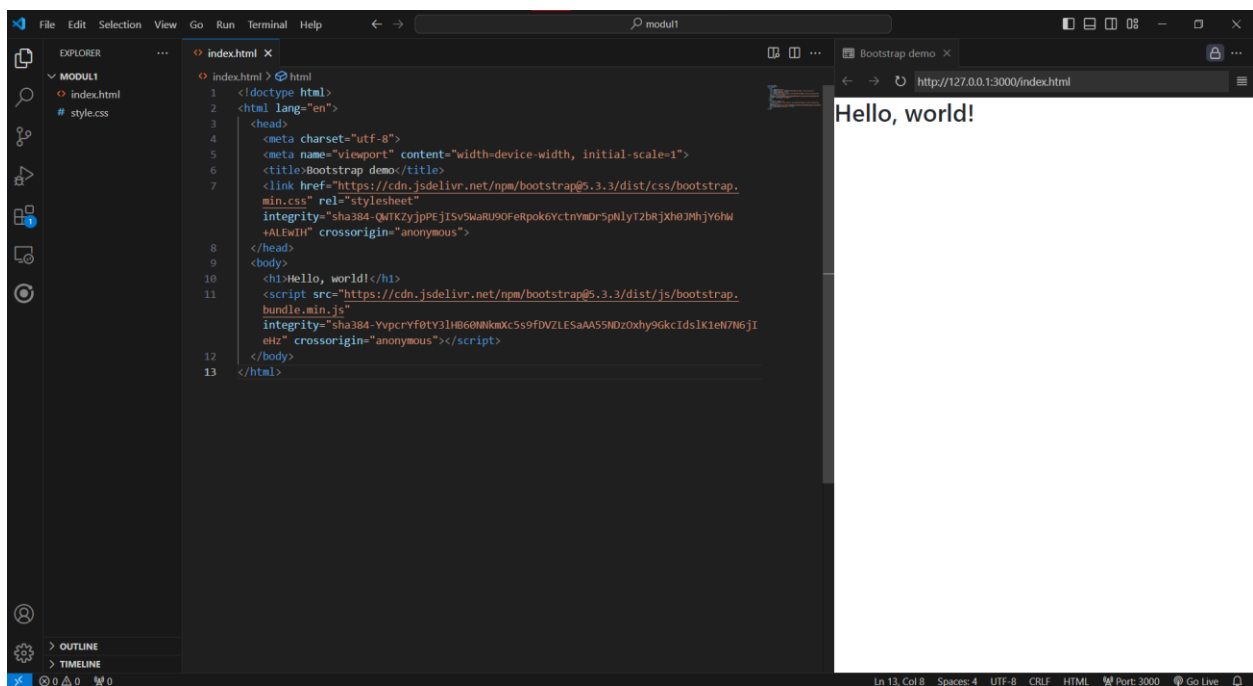 File Edit Selection View Go Run Terminal Help
modul1
EXPLORER
MODUL1
index.html
style.css
OUTLINE
TIMELINE
index.html
index.html > html
1 <!doctype html>
2 <html lang="en">
3 <head>
4 <meta charset="utf-8">
5 <meta name="viewport" content="width=device-width, initial-scale=1">
6 <title>Bootstrap demo</title>
7 <link href="https://cdn.jsdelivr.net/npm/bootstrap@5.3.3/dist/css/bootstrap.
min.css" rel="stylesheet"
integrity="sha384-QWTKZyjpPEjISv5WaRU9OFeRpok6YctnYmDr5pNlyT2bRjXh0JMhjY6hW
+ALEwIH" crossorigin="anonymous">
8 </head>
9 <body>
10 <h1>Hello, world!</h1>
11 <script src="https://cdn.jsdelivr.net/npm/bootstrap@5.3.3/dist/js/bootstrap.
bundle.min.js"
integrity="sha384-YvpcrYf0tY3lHB60NNkmXc5s9fDVZLESaAA55NDzOxhy9GkcIdslK1eN7N6jI
eHz" crossorigin="anonymous"></script>
12 </body>
13 </html>
Bootstrap demo
http://127.0.0.1:3000/index.html
Hello, world!
1
0 0 0
Ln 13, Col 8 Spaces: 4 UTF-8 CRLF HTML Port: 3000 Go Live